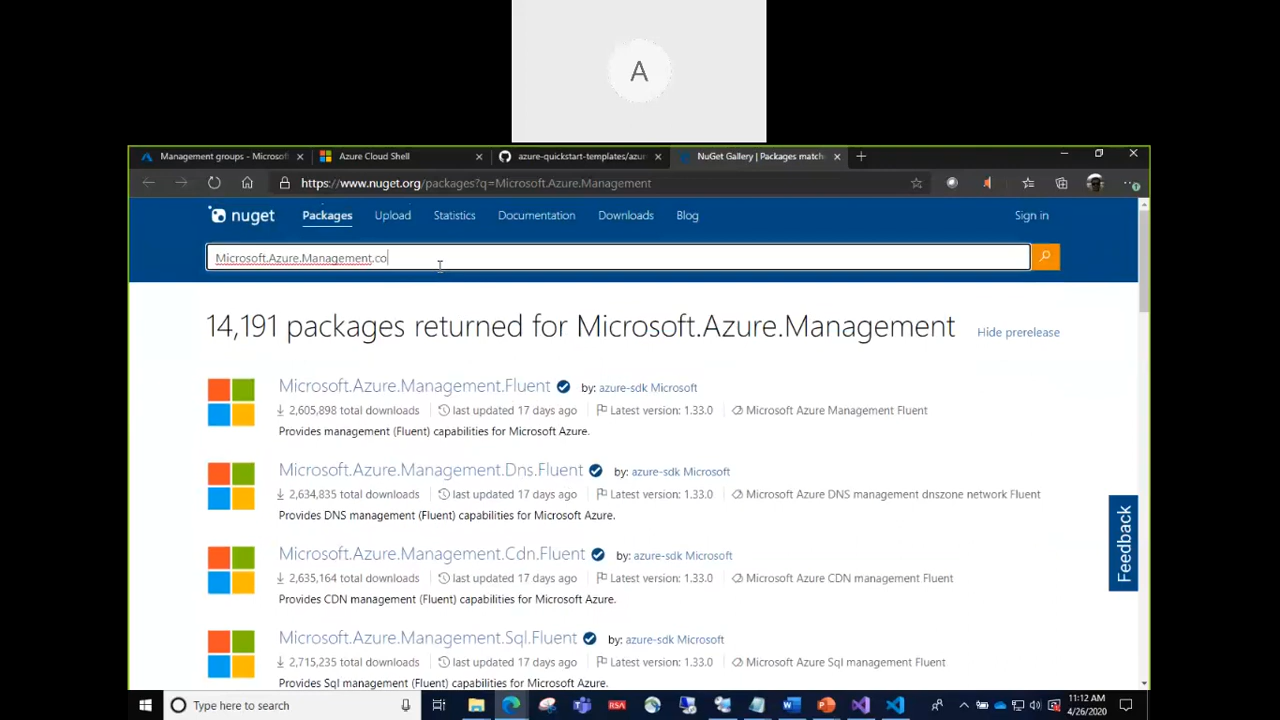 A
Management groups - Microsof
Azure Cloud Shell
azure-quickstart-templates/azur
NuGet Gallery | Packages match
https://www.nuget.org/packages?q=Microsoft.Azure.Management
nuget
Packages
Upload
Statistics
Documentation
Downloads
Blog
Sign in
Microsoft.Azure.Management.co
14,191 packages returned for Microsoft.Azure.Management
Hide prerelease
Microsoft.Azure.Management.Fluent by: azure-sdk Microsoft
2,605,898 total downloads last updated 17 days ago Latest version: 1.33.0 Microsoft Azure Management Fluent
Provides management (Fluent) capabilities for Microsoft Azure.
Microsoft.Azure.Management.Dns.Fluent by: azure-sdk Microsoft
2,634,835 total downloads last updated 17 days ago Latest version: 1.33.0 Microsoft Azure DNS management dnszone network Fluent
Provides DNS management (Fluent) capabilities for Microsoft Azure.
Microsoft.Azure.Management.Cdn.Fluent by: azure-sdk Microsoft
2,635,164 total downloads last updated 17 days ago Latest version: 1.33.0 Microsoft Azure CDN management Fluent
Provides CDN management (Fluent) capabilities for Microsoft Azure.
Microsoft.Azure.Management.Sql.Fluent by: azure-sdk Microsoft
2,715,235 total downloads last updated 17 days ago Latest version: 1.33.0 Microsoft Azure Sql management Fluent
Provides Sql management (Fluent) capabilities for Microsoft Azure.
Feedback
Type here to search
RSA
11:12 AM
4/26/2020